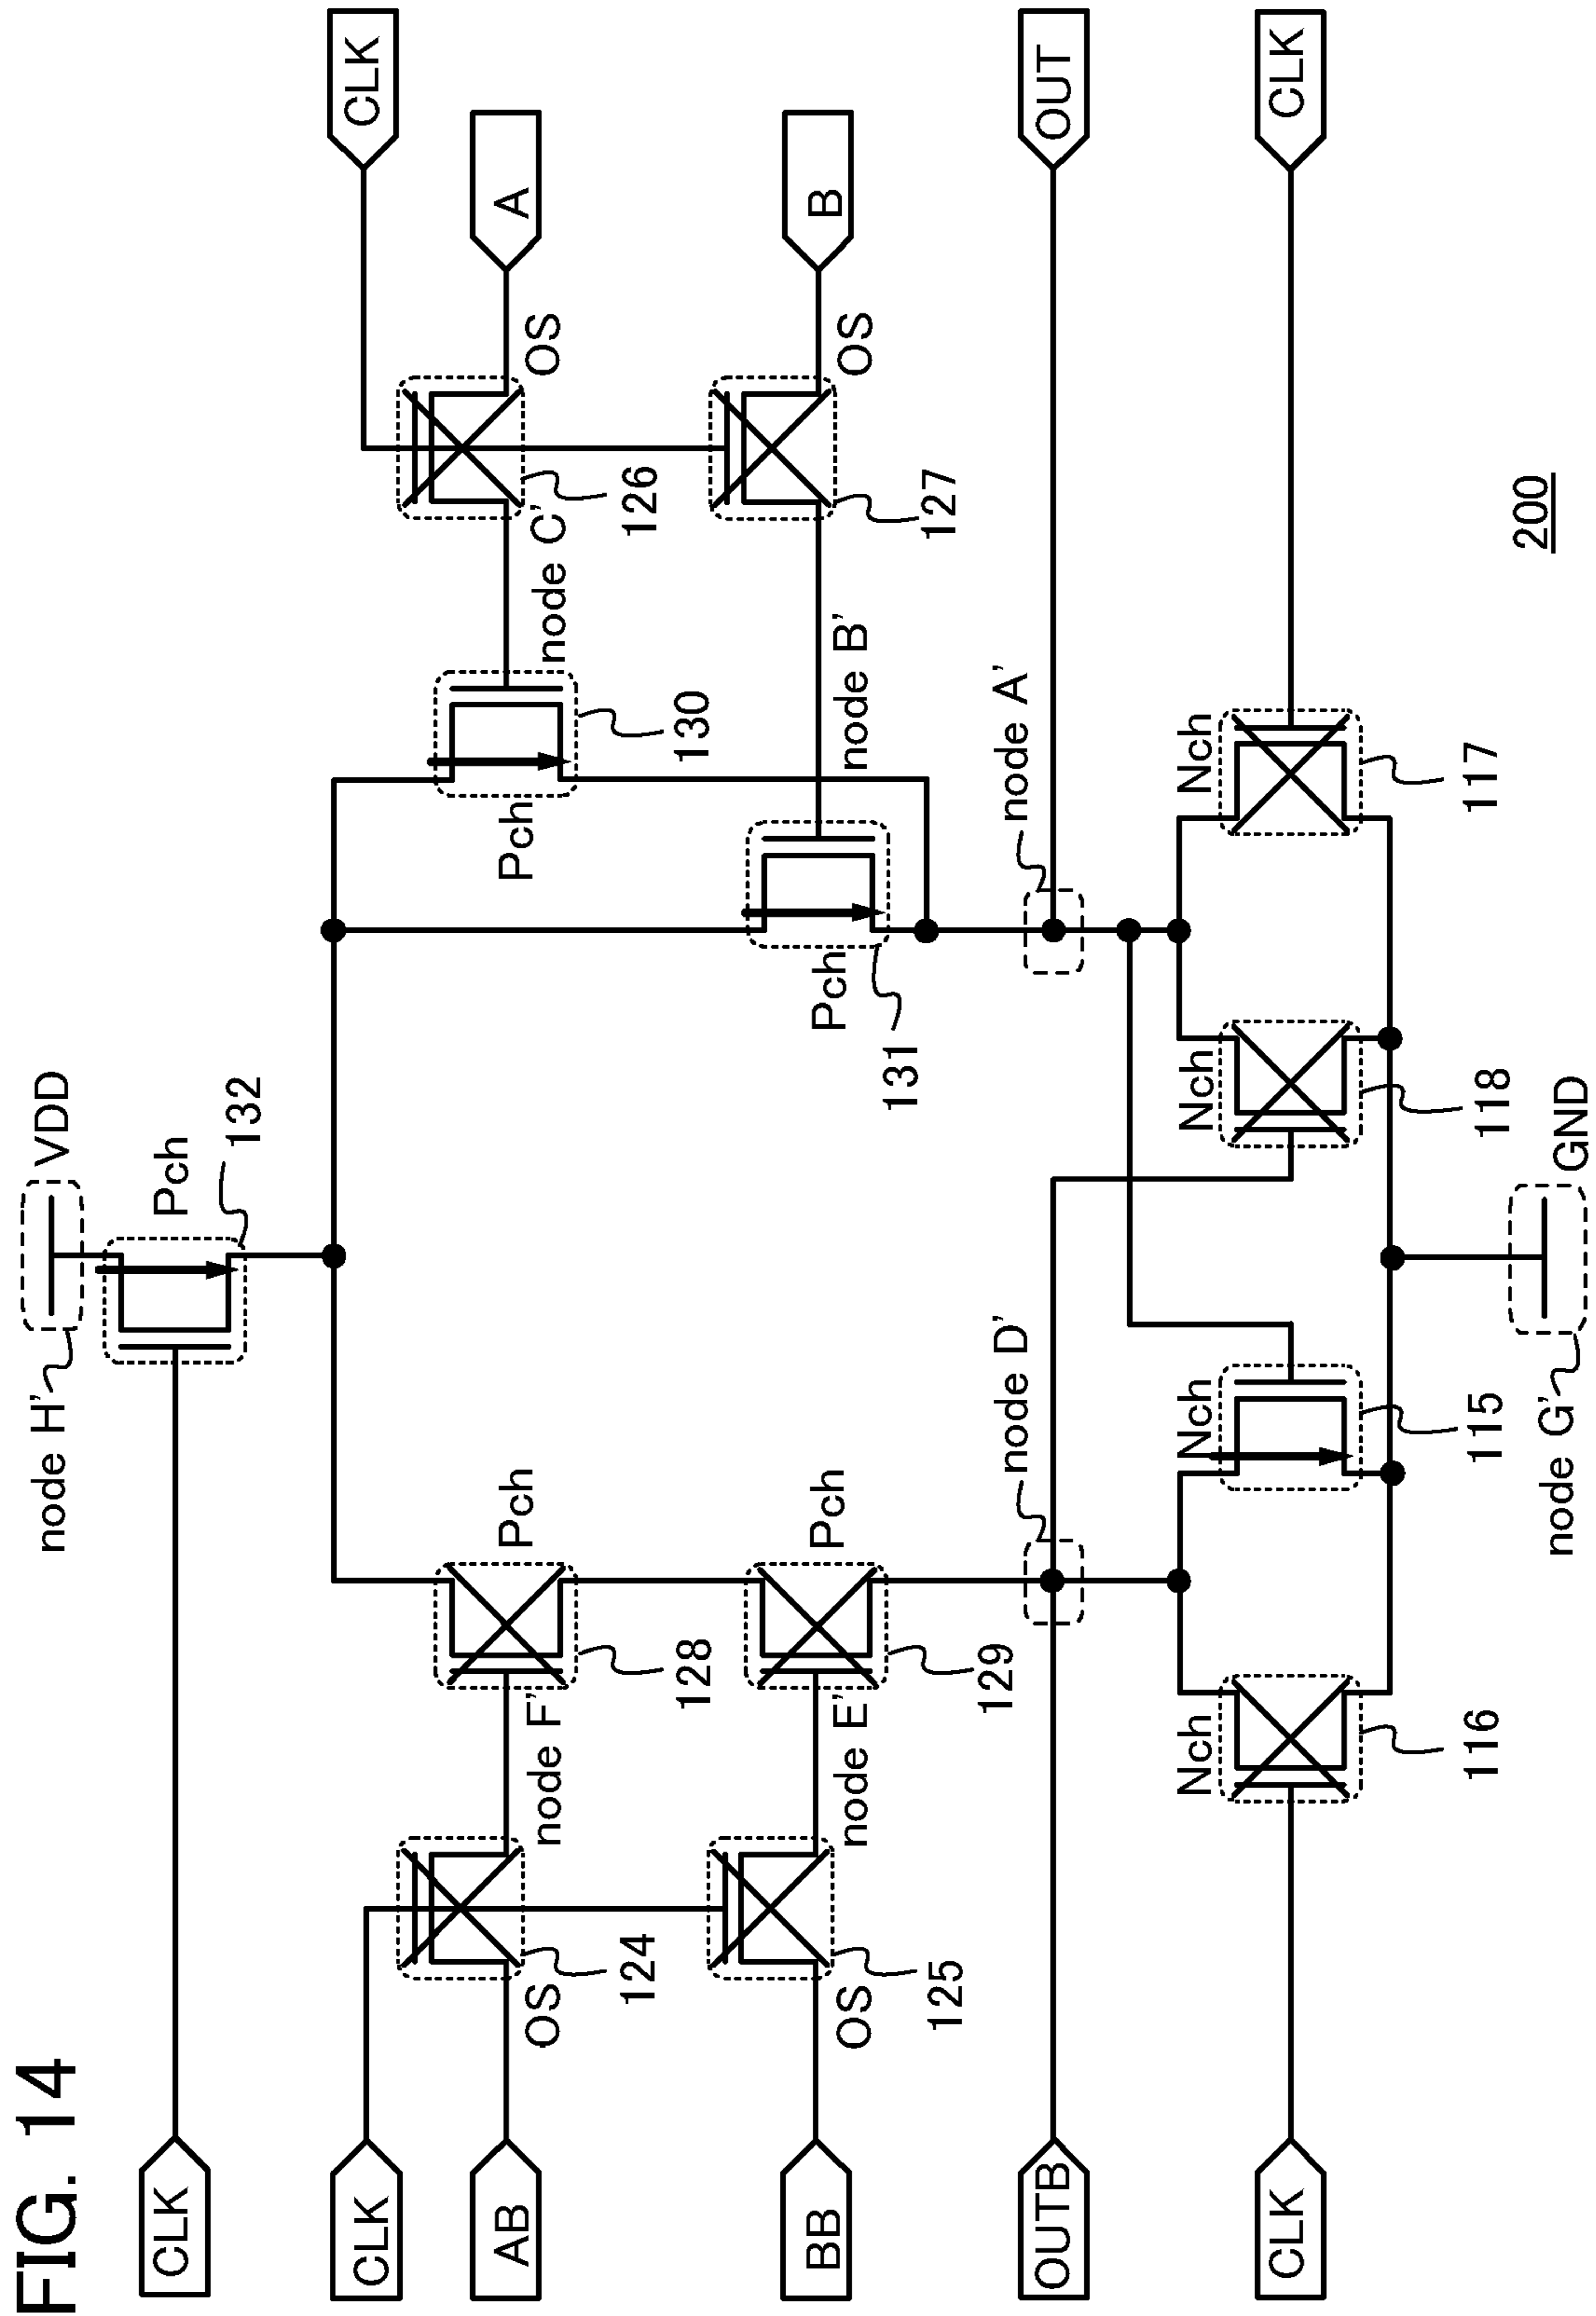 FIG. 14
node H'
VDD
CLK
Pch
132
CLK
CLK
AB
OS
124
node F'
128
Pch
Pch
130
node C'
126
OS
A
BB
OS
125
node E'
129
Pch
131
Pch
node B'
127
OS
B
OUTB
node D'
node A'
OUT
CLK
Nch
116
Nch
115
Nch
118
Nch
117
CLK
node G'
GND
200